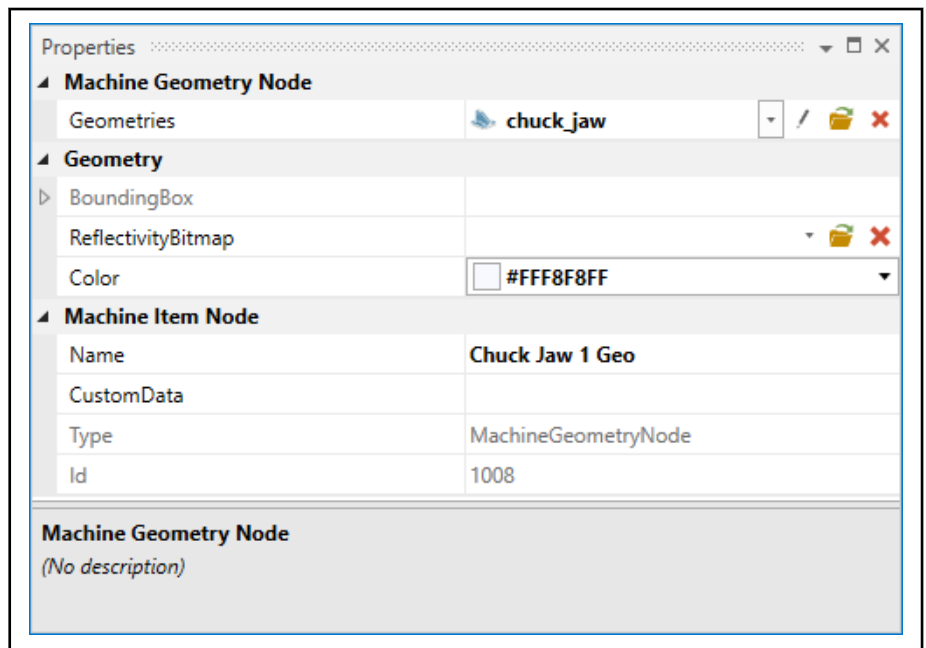 Properties
Machine Geometry Node
Geometries chuck_jaw
Geometry
BoundingBox
ReflectivityBitmap
Color #FFF8F8FF
Machine Item Node
Name Chuck Jaw 1 Geo
CustomData
Type MachineGeometryNode
Id 1008
Machine Geometry Node
(No description)